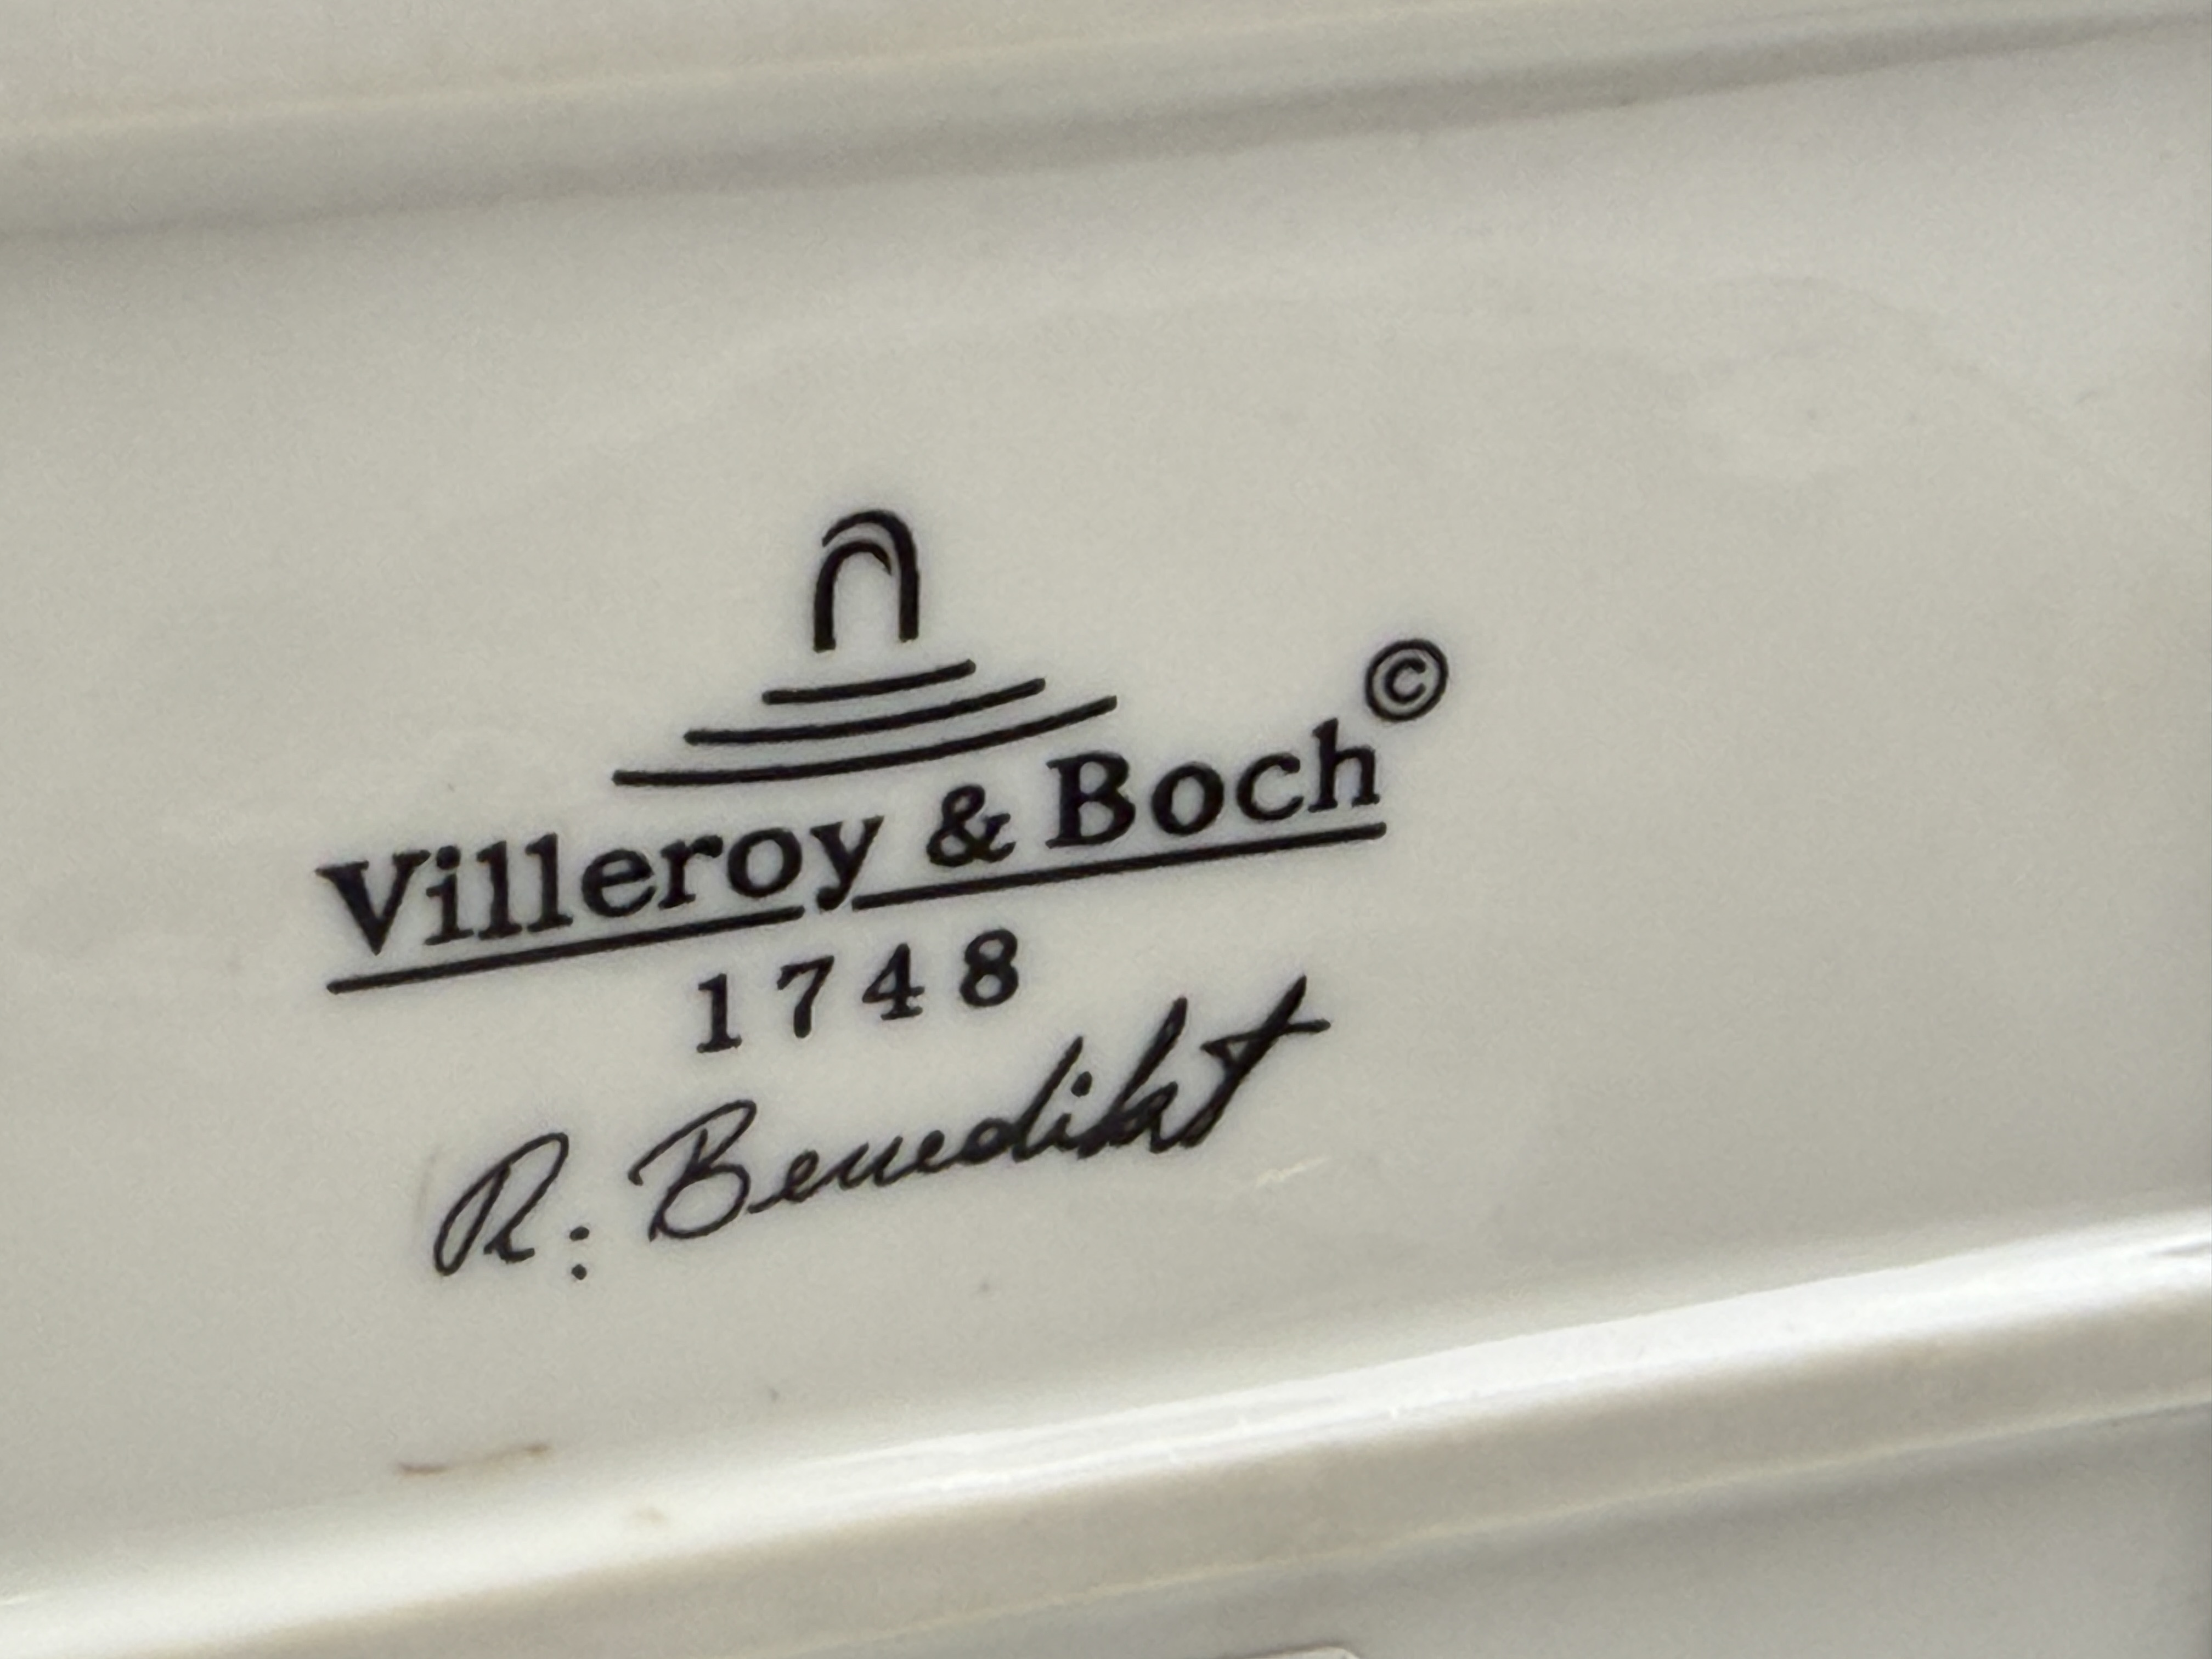 Villeroy & Boch©
1748
R: Benedikt